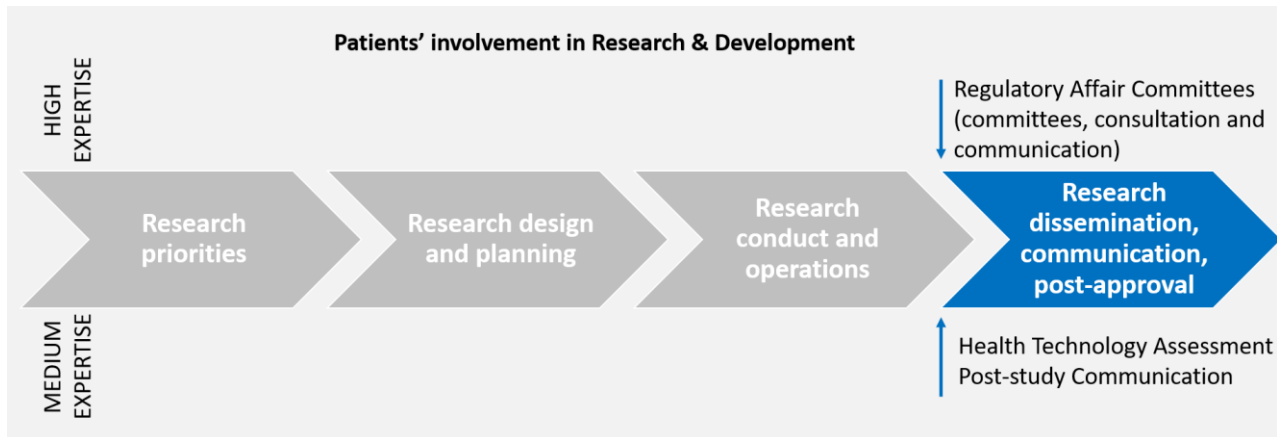 Patients’ involvement in Research & Development
HIGH
EXPERTISE
Regulatory Affair Committees
(committees, consultation and
communication)
Research
priorities
Research design
and planning
Research
conduct and
operations
Research
dissemination,
communication,
post-approval
MEDIUM
EXPERTISE
Health Technology Assessment
Post-study Communication